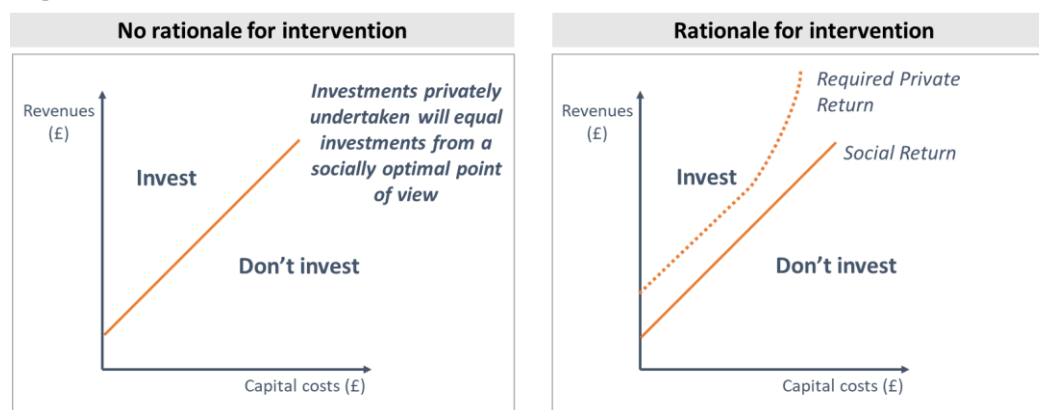 No rationale for intervention
Revenues
(£)
Investments privately
undertaken will equal
investments from a
socially optimal point
of view
Invest
Don't invest
Capital costs (£)
Rationale for intervention
Revenues
(£)
Required Private
Return
Social Return
Invest
Don't invest
Capital costs (£)